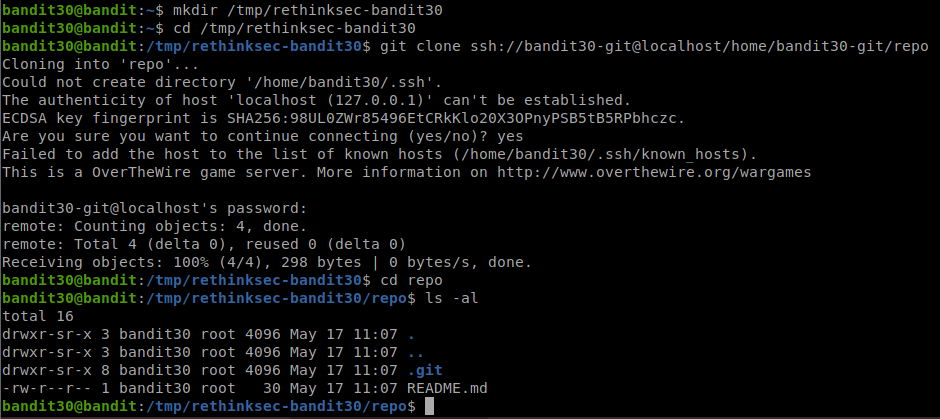 bandit30@bandit:~$ mkdir /tmp/rethinksec-bandit30
bandit30@bandit:~$ cd /tmp/rethinksec-bandit30
bandit30@bandit:/tmp/rethinksec-bandit30$ git clone ssh://bandit30-git@localhost/home/bandit30-git/repo
Cloning into 'repo'...
Could not create directory '/home/bandit30/.ssh'.
The authenticity of host 'localhost (127.0.0.1)' can't be established.
ECDSA key fingerprint is SHA256:98UL0ZWr85496EtCRkKlo20X3OPnyPSB5tB5RPbhczc.
Are you sure you want to continue connecting (yes/no)? yes
Failed to add the host to the list of known hosts (/home/bandit30/.ssh/known_hosts).
This is a OverTheWire game server. More information on http://www.overthewire.org/wargames
bandit30-git@localhost's password:
remote: Counting objects: 4, done.
remote: Total 4 (delta 0), reused 0 (delta 0)
Receiving objects: 100% (4/4), 298 bytes | 0 bytes/s, done.
bandit30@bandit:/tmp/rethinksec-bandit30$ cd repo
bandit30@bandit:/tmp/rethinksec-bandit30/repo$ ls -al
total 16
drwxr-sr-x 3 bandit30 root 4096 May 17 11:07 .
drwxr-sr-x 3 bandit30 root 4096 May 17 11:07 ..
drwxr-sr-x 8 bandit30 root 4096 May 17 11:07 .git
-rw-r--r-- 1 bandit30 root   30 May 17 11:07 README.md
bandit30@bandit:/tmp/rethinksec-bandit30/repo$